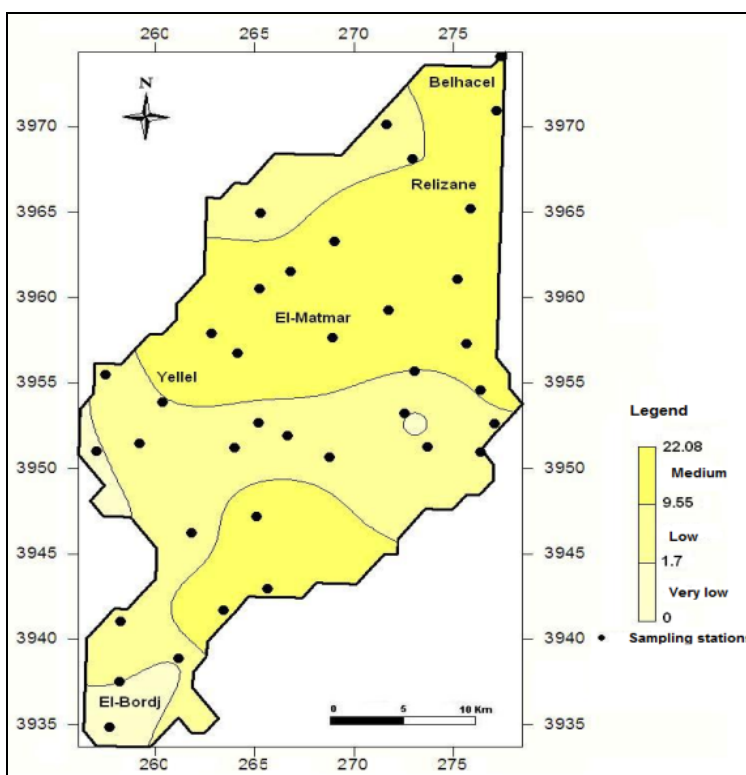 260 265 270 275
N
Belhacel
3970 3970
Relizane
3965 3965
3960 3960
El-Matmar
3955 3955
Yellel
Legend
22.08
Medium
9.55
Low
1.7
Very low
0
3950 3950
3945 3945
3940 3940
Sampling stations
El-Bordj
0 5 10 Km
3935 3935
260 265 270 275